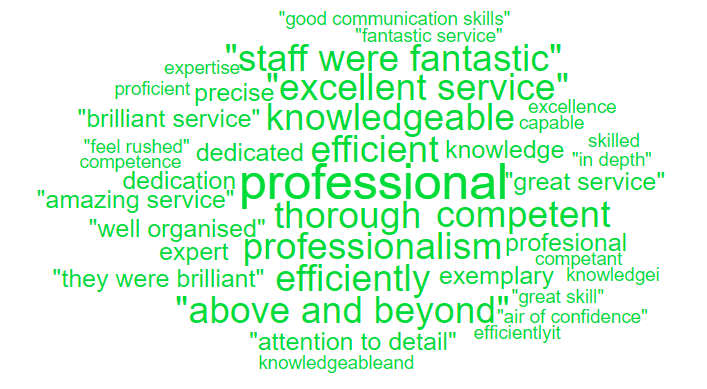 "good communication skills"
"fantastic service"
"staff were fantastic"
expertise
proficient precise "excellent service"
"brilliant service" knowledgeable excellence
capable
"feel rushed" dedicated efficient knowledge skilled
competence "in depth"
dedication professional "great service"
"amazing service"
"well organised" thorough competent
expert professionalism profesional
competant
"they were brilliant" efficiently exemplary knowledgei
"above and beyond" "great skill"
"air of confidence"
"attention to detail" efficientlyit
knowledgeableand